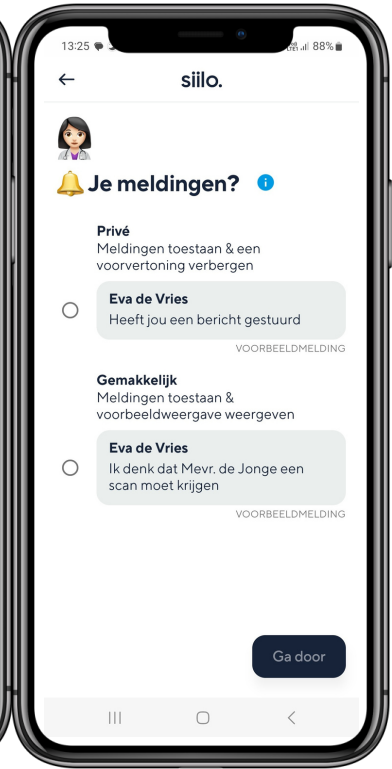 13:25
88%
siilo.
Je meldingen?
Privé
Meldingen toestaan & een
voorvertoning verbergen
Eva de Vries
Heeft jou een bericht gestuurd
VOORBEELDMELDING
Gemakkelijk
Meldingen toestaan &
voorbeeldweergave weergeven
Eva de Vries
Ik denk dat Mevr. de Jonge een
scan moet krijgen
VOORBEELDMELDING
Ga door